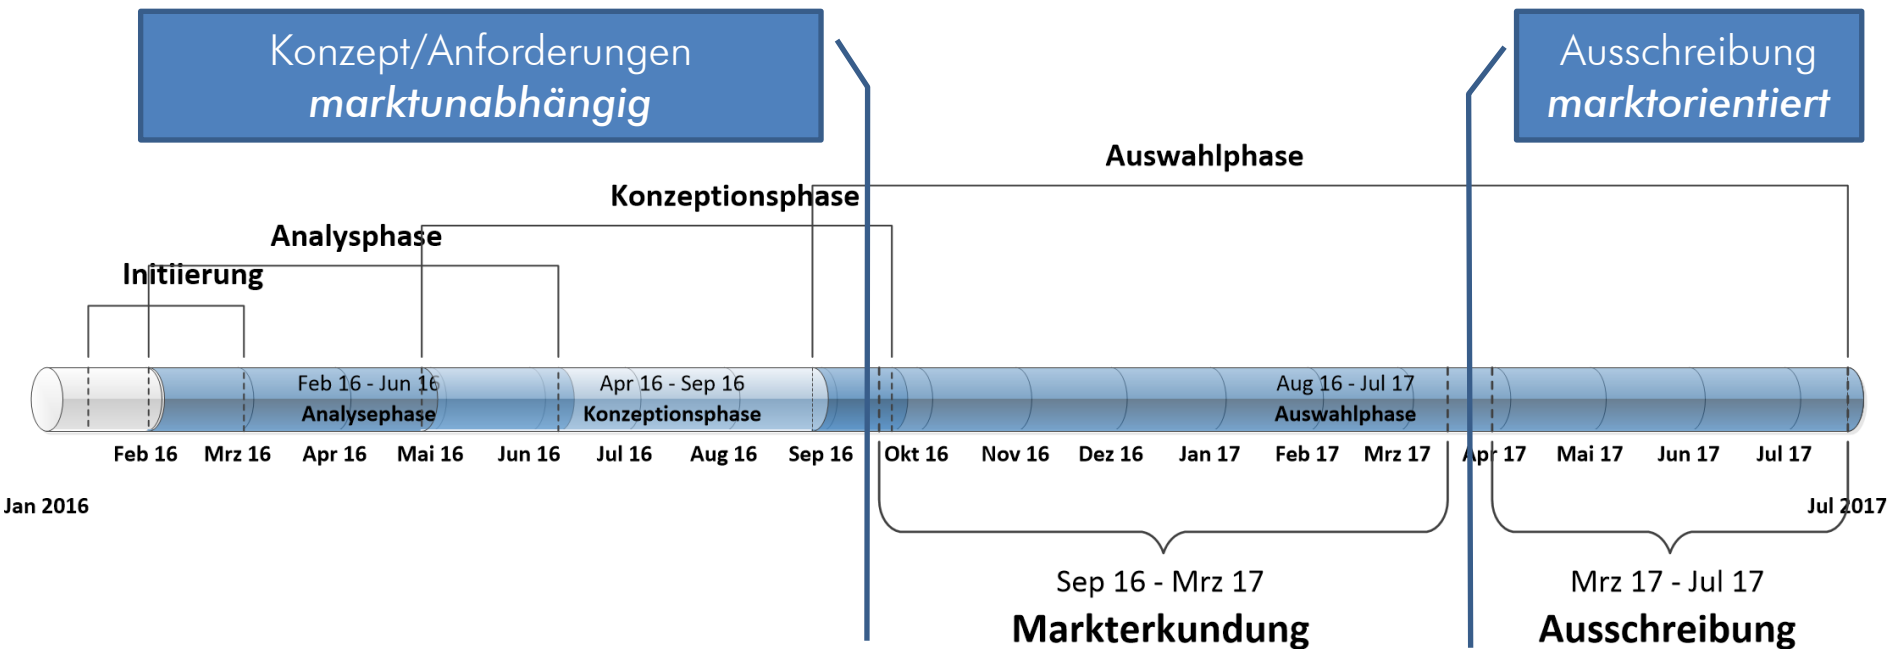 Konzept/Anforderungen
marktunabhängig
Ausschreibung
marktorientiert
Auswahlphase
Konzeptionsphase
Analysphase
Initiierung
Feb 16 - Jun 16
Analysephase
Apr 16 - Sep 16
Konzeptionsphase
Aug 16 - Jul 17
Auswahlphase
Feb 16 Mrz 16 Apr 16 Mai 16 Jun 16 Jul 16 Aug 16 Sep 16 Okt 16 Nov 16 Dez 16 Jan 17 Feb 17 Mrz 17 Apr 17 Mai 17 Jun 17 Jul 17
Jan 2016 Jul 2017
Sep 16 - Mrz 17
Markterkundung
Mrz 17 - Jul 17
Ausschreibung